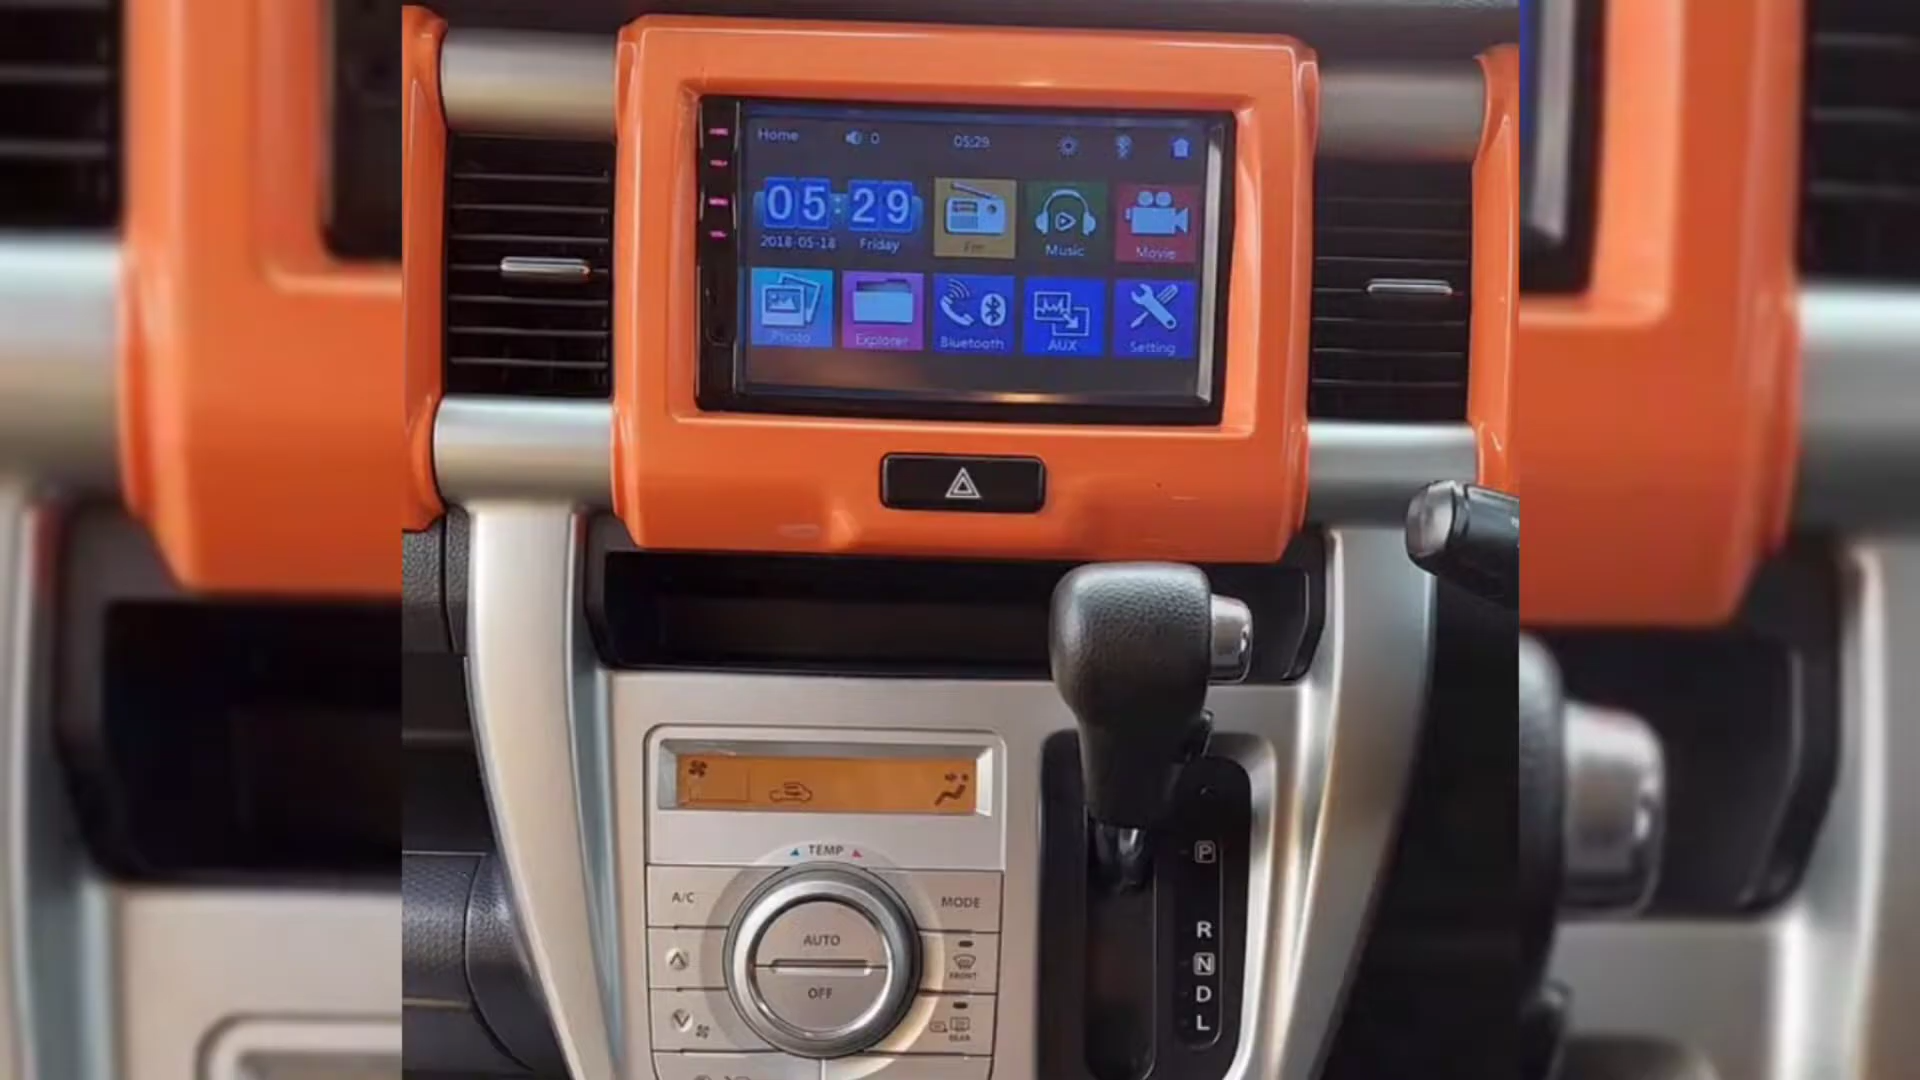 Home 0 05:29
05:29
2018-05-18 Friday
Fm
Music
Movie
Photo
Explorer
Bluetooth
AUX
Setting
TEMP
A/C
MODE
AUTO
OFF
FRONT
REAR
P
R
N
D
L